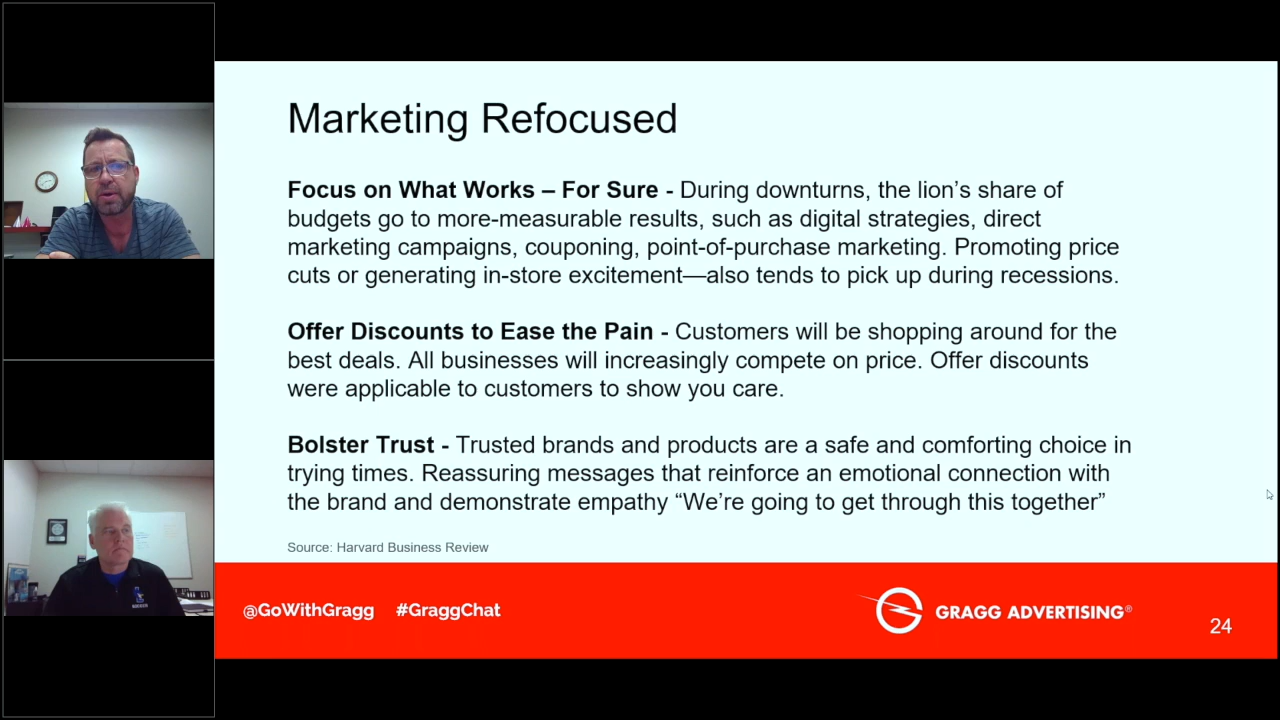 Marketing Refocused
Focus on What Works – For Sure - During downturns, the lion’s share of
budgets go to more-measurable results, such as digital strategies, direct
marketing campaigns, couponing, point-of-purchase marketing. Promoting price
cuts or generating in-store excitement—also tends to pick up during recessions.
Offer Discounts to Ease the Pain - Customers will be shopping around for the
best deals. All businesses will increasingly compete on price. Offer discounts
were applicable to customers to show you care.
Bolster Trust - Trusted brands and products are a safe and comforting choice in
trying times. Reassuring messages that reinforce an emotional connection with
the brand and demonstrate empathy “We’re going to get through this together”
Source: Harvard Business Review
@GoWithGragg #GraggChat
GRAGG ADVERTISING®
24